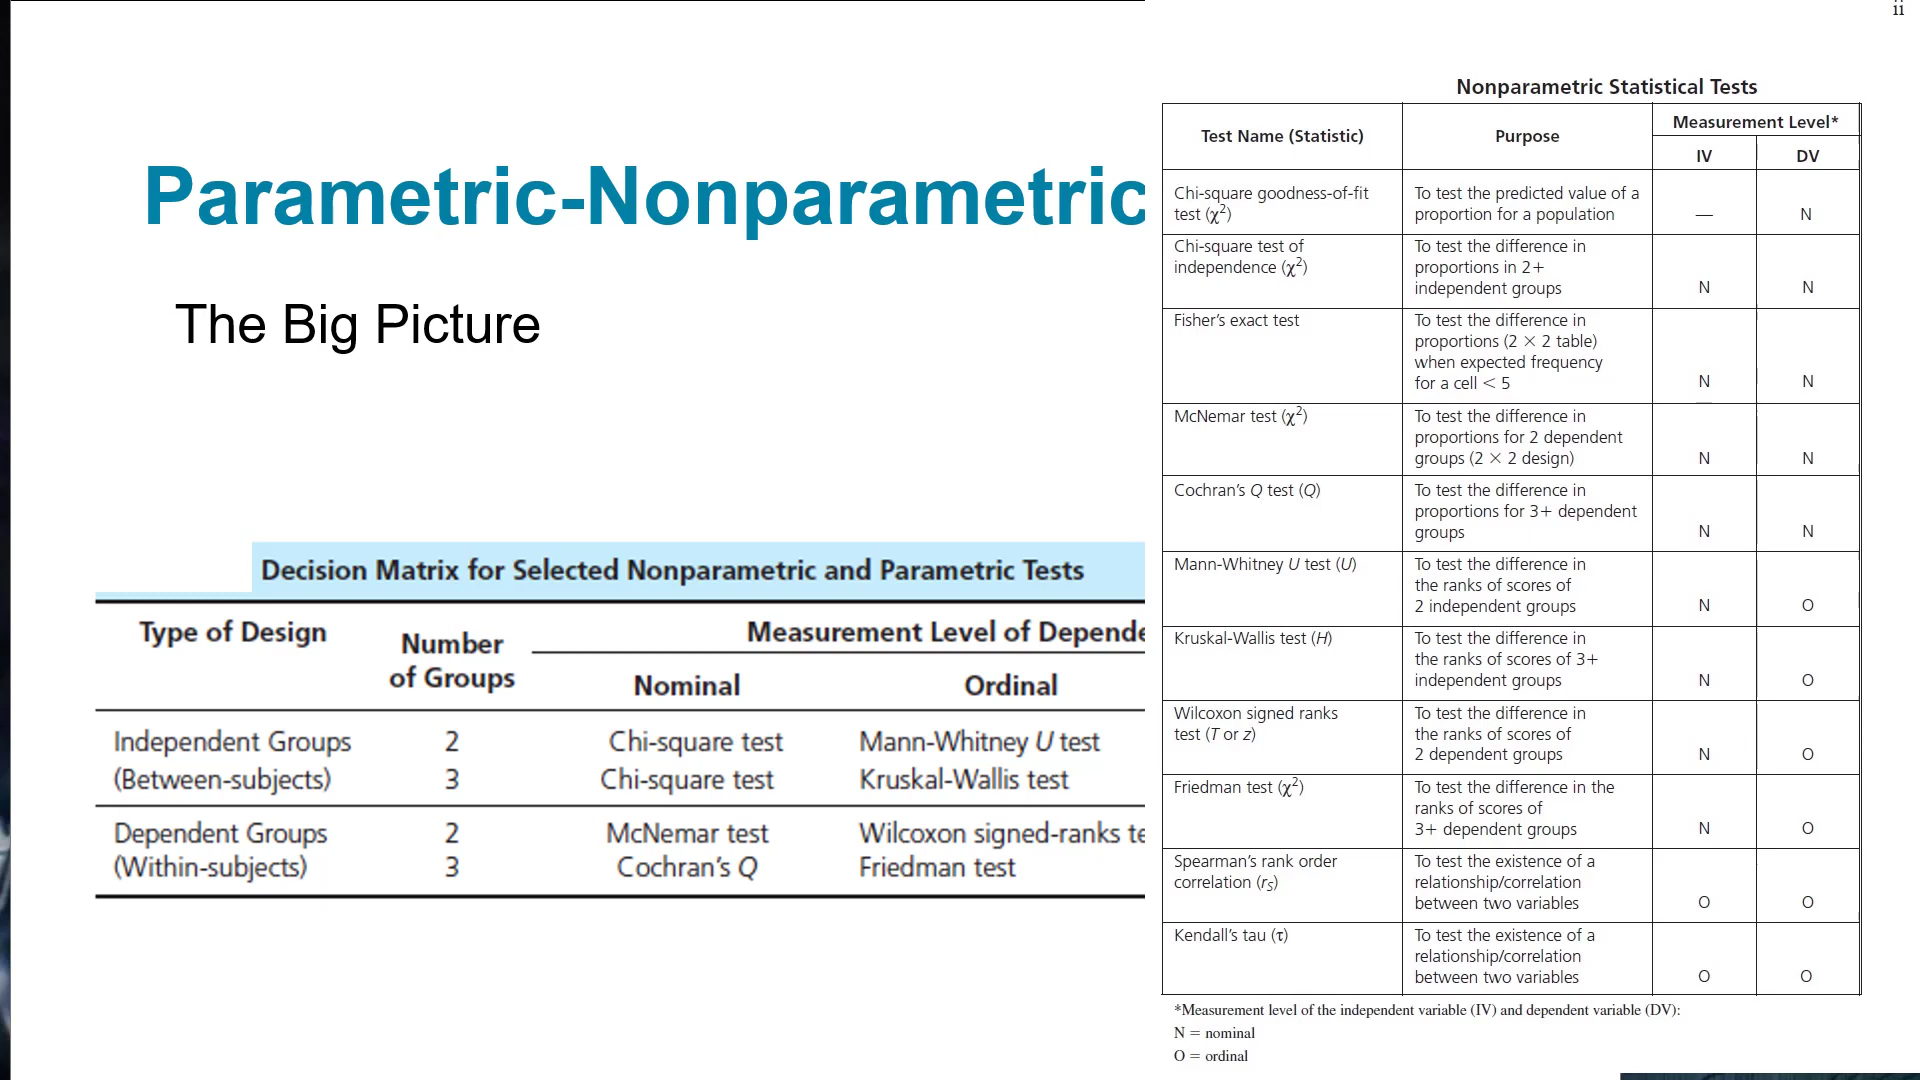 11
Parametric-Nonparametric
The Big Picture
Decision Matrix for Selected Nonparametric and Parametric Tests
Type of Design Number of Groups Measurement Level of Depende
Nominal Ordinal
Independent Groups 2 Chi-square test Mann-Whitney U test
(Between-subjects) 3 Chi-square test Kruskal-Wallis test
Dependent Groups 2 McNemar test Wilcoxon signed-ranks te
(Within-subjects) 3 Cochran's Q Friedman test
Nonparametric Statistical Tests
Test Name (Statistic) Purpose Measurement Level*
IV DV
Chi-square goodness-of-fit To test the predicted value of a
test (χ²) proportion for a population — N
Chi-square test of To test the difference in
independence (χ²) proportions in 2+
independent groups N N
Fisher's exact test To test the difference in
proportions (2 × 2 table)
when expected frequency
for a cell < 5 N N
McNemar test (χ²) To test the difference in
proportions for 2 dependent
groups (2 × 2 design) N N
Cochran's Q test (Q) To test the difference in
proportions for 3+ dependent
groups N N
Mann-Whitney U test (U) To test the difference in
the ranks of scores of
2 independent groups N O
Kruskal-Wallis test (H) To test the difference in
the ranks of scores of 3+
independent groups N O
Wilcoxon signed ranks To test the difference in
test (T or z) the ranks of scores of
2 dependent groups N O
Friedman test (χ²) To test the difference in the
ranks of scores of
3+ dependent groups N O
Spearman's rank order To test the existence of a
correlation (rS) relationship/correlation
between two variables O O
Kendall's tau (τ) To test the existence of a
relationship/correlation
between two variables O O
*Measurement level of the independent variable (IV) and dependent variable (DV):
N = nominal
O = ordinal